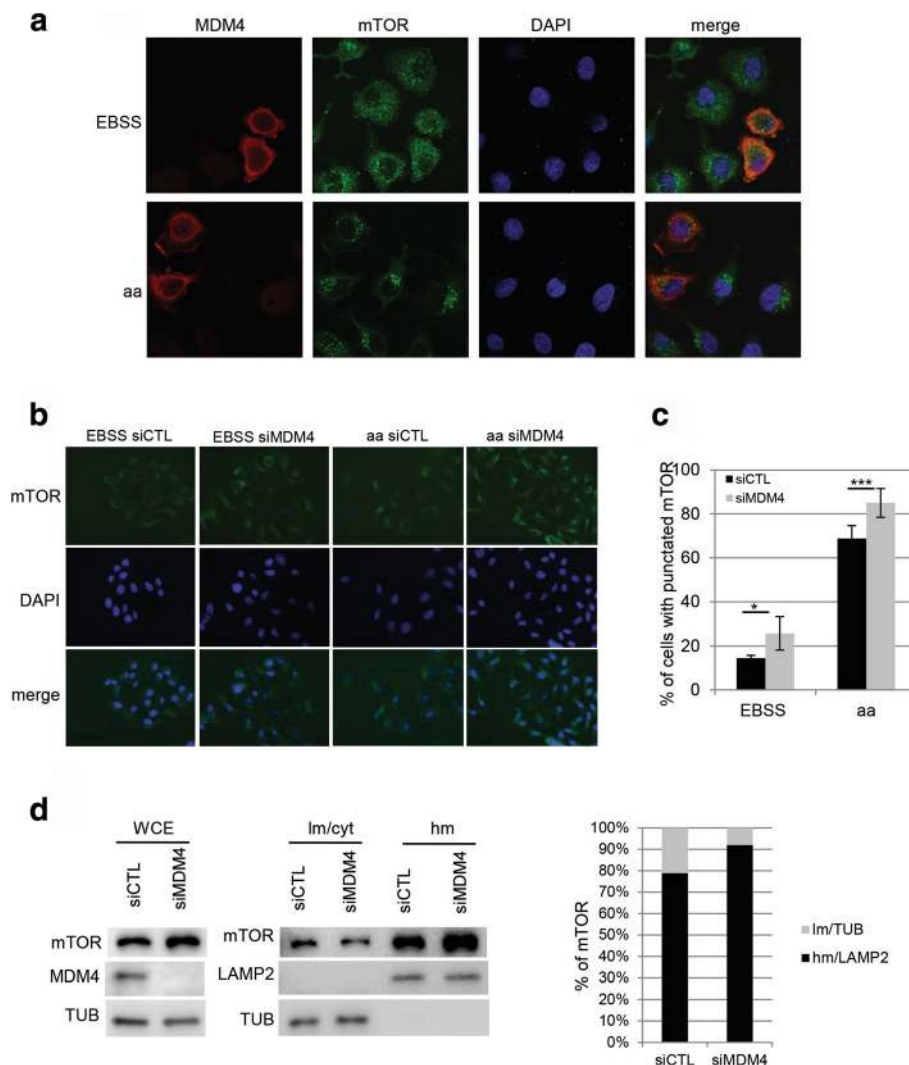 a
MDM4 mTOR DAPI merge
EBSS
aa
b
EBSS siCTL EBSS siMDM4 aa siCTL aa siMDM4
mTOR
DAPI
merge
c
% of cells with punctated mTOR
100
80
60
40
20
0
siCTL
siMDM4
*
***
EBSS aa
d
WCE lm/cyt hm
siCTL siMDM4 siCTL siMDM4 siCTL siMDM4
mTOR
MDM4
TUB
mTOR
LAMP2
TUB
% of mTOR
100%
90%
80%
70%
60%
50%
40%
30%
20%
10%
0%
siCTL siMDM4
lm/TUB
hm/LAMP2